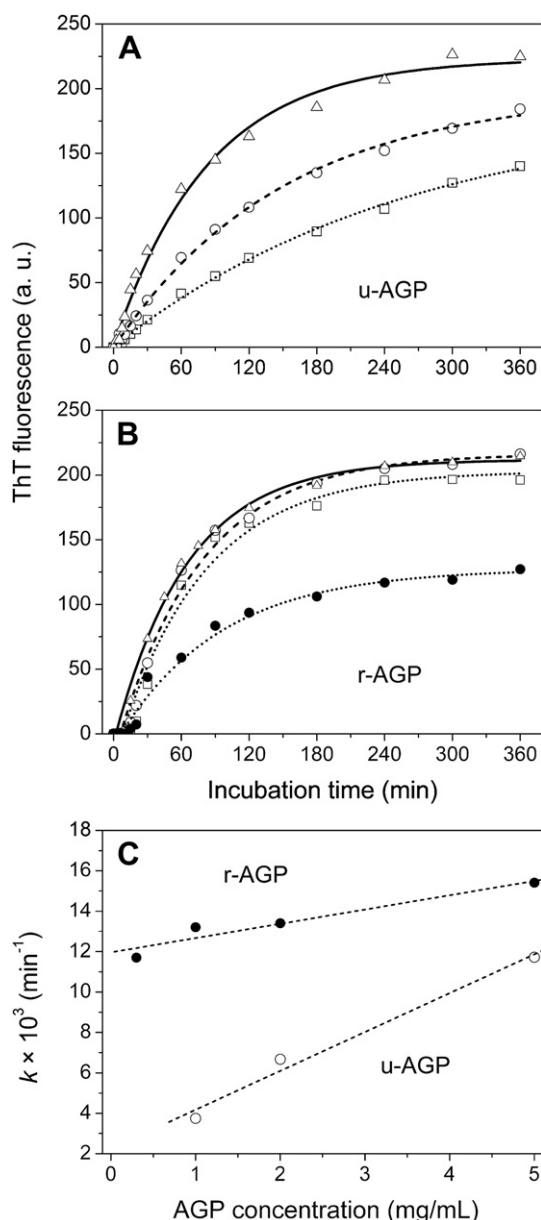 A
250
200
150
100
50
0
u-AGP
0 60 120 180 240 300 360
ThT fluorescence (a. u.)
B
250
200
150
100
50
0
r-AGP
0 60 120 180 240 300 360
Incubation time (min)
C
18
16
14
12
10
8
6
4
2
r-AGP
u-AGP
k × 10³ (min⁻¹)
0 1 2 3 4 5
AGP concentration (mg/mL)